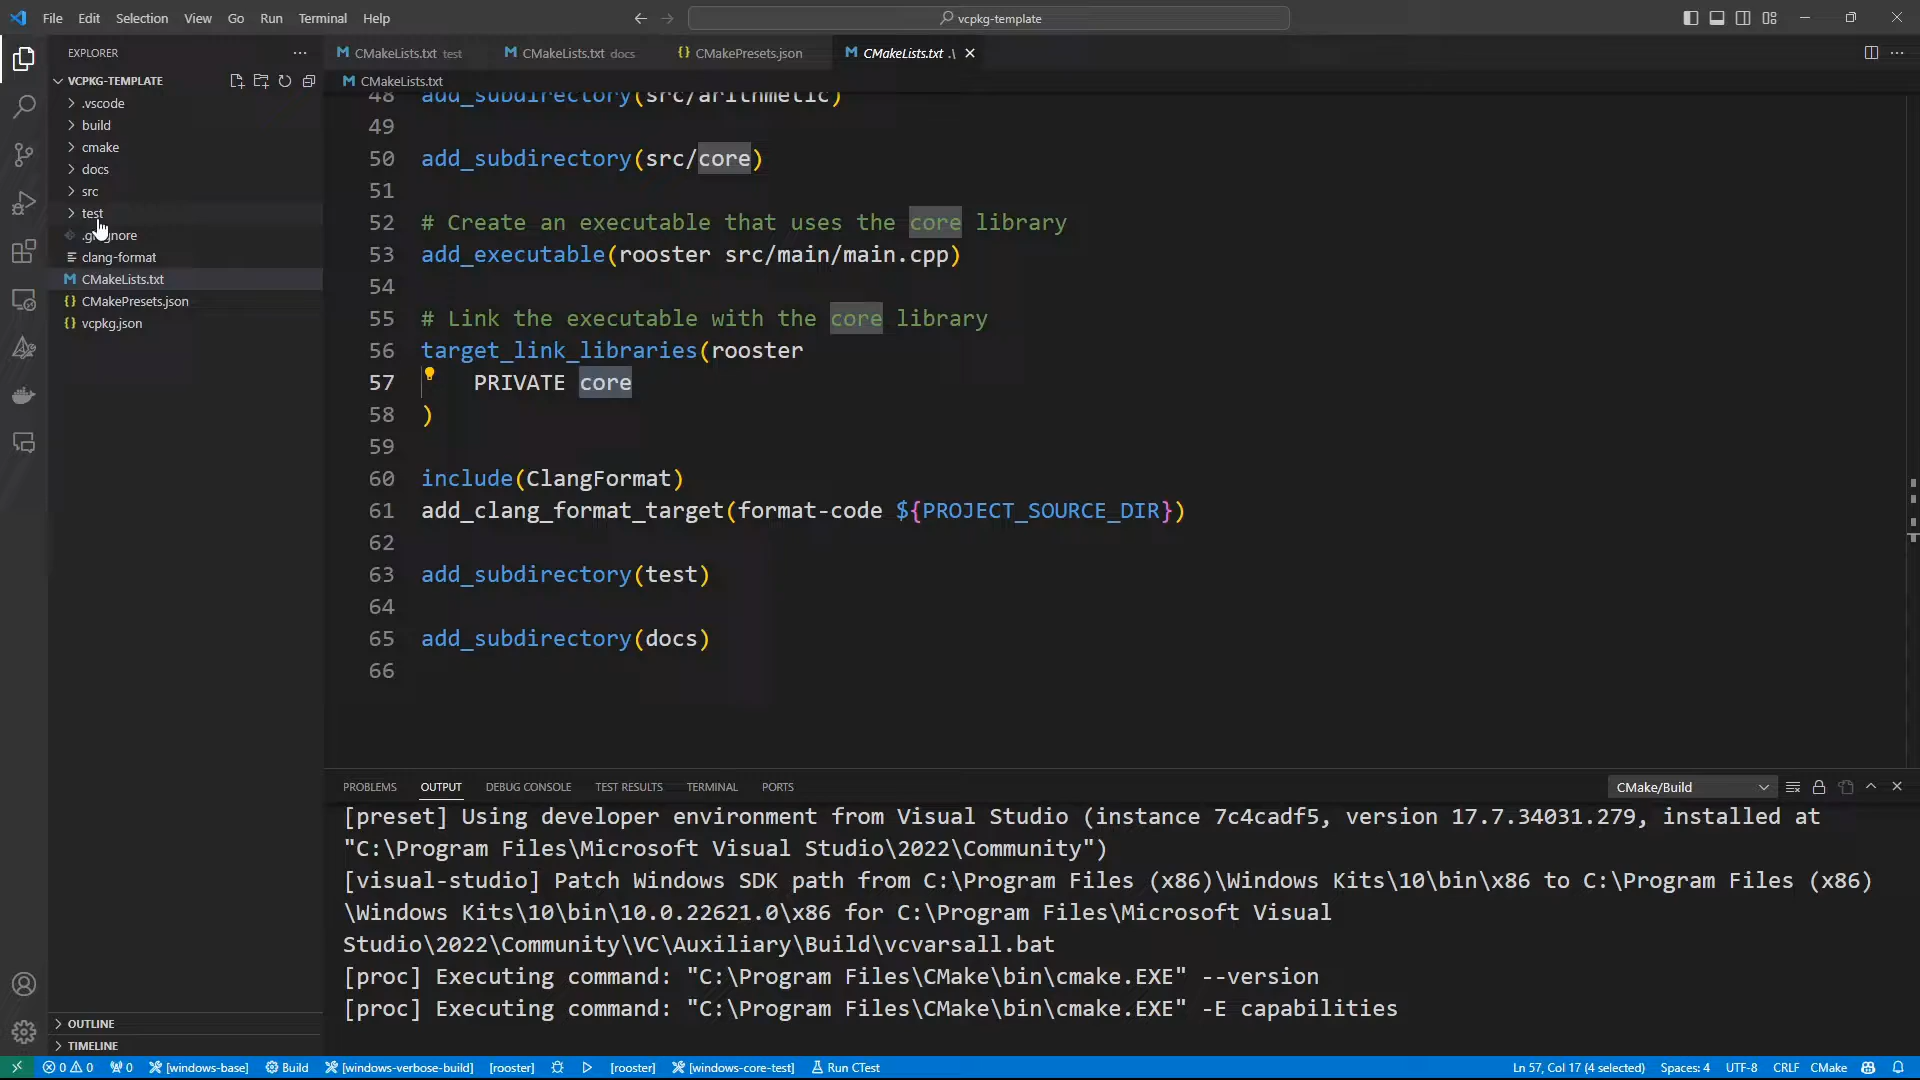 File Edit Selection View Go Run Terminal Help
vcpkg-template
EXPLORER
CMakeLists.txt test
CMakeLists.txt docs
CMakePresets.json
CMakeLists.txt .\
VCPKG-TEMPLATE
CMakeLists.txt
.vscode
build
cmake
docs
src
test
clang-format
CMakeLists.txt
CMakePresets.json
vcpkg.json
48 add_subdirectory(src/arithmetic)
49
50 add_subdirectory(src/core)
51
52 # Create an executable that uses the core library
53 add_executable(rooster src/main/main.cpp)
54
55 # Link the executable with the core library
56 target_link_libraries(rooster
57 PRIVATE core
58 )
59
60 include(ClangFormat)
61 add_clang_format_target(format-code ${PROJECT_SOURCE_DIR})
62
63 add_subdirectory(test)
64
65 add_subdirectory(docs)
66
PROBLEMS OUTPUT DEBUG CONSOLE TEST RESULTS TERMINAL PORTS
CMake/Build
[preset] Using developer environment from Visual Studio (instance 7c4cadf5, version 17.7.34031.279, installed at
"C:\Program Files\Microsoft Visual Studio\2022\Community")
[visual-studio] Patch Windows SDK path from C:\Program Files (x86)\Windows Kits\10\bin\x86 to C:\Program Files (x86)
\Windows Kits\10\bin\10.0.22621.0\x86 for C:\Program Files\Microsoft Visual
Studio\2022\Community\VC\Auxiliary\Build\vcvarsall.bat
[proc] Executing command: "C:\Program Files\CMake\bin\cmake.EXE" --version
[proc] Executing command: "C:\Program Files\CMake\bin\cmake.EXE" -E capabilities
OUTLINE
TIMELINE
0 0 0 [windows-base] Build [windows-verbose-build] [rooster] [rooster] [windows-core-test] Run CTest
Ln 57, Col 17 (4 selected) Spaces: 4 UTF-8 CRLF CMake